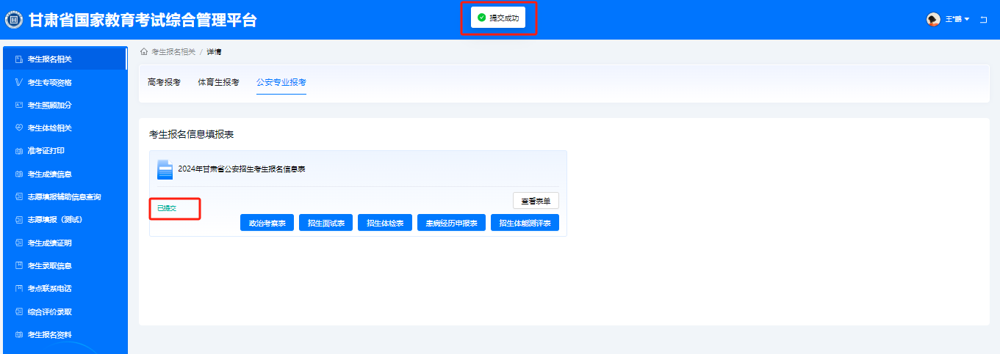 甘肃省国家教育考试综合管理平台
提交成功
王*鹏
考生报名相关
考生专项资格
考生照顾加分
考生体检相关
准考证打印
考生成绩信息
志愿填报辅助信息查询
志愿填报（测试）
考生成绩证明
考生录取信息
考点联系电话
综合评价录取
考生报名资料
考生报名相关 / 详情
高考报考 体育生报考 公安专业报考
考生报名信息填报表
2024年甘肃省公安招生考生报名信息表
查看表单
已提交
政治考察表 招生面试表 招生体检表 患病经历申报表 招生体能测评表